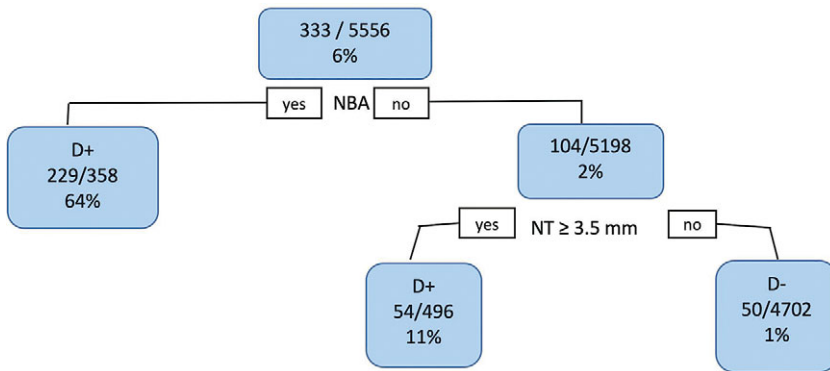 333 / 5556
6%
yes NBA no
D+
229/358
64%
104/5198
2%
yes NT ≥ 3.5 mm no
D+
54/496
11%
D-
50/4702
1%